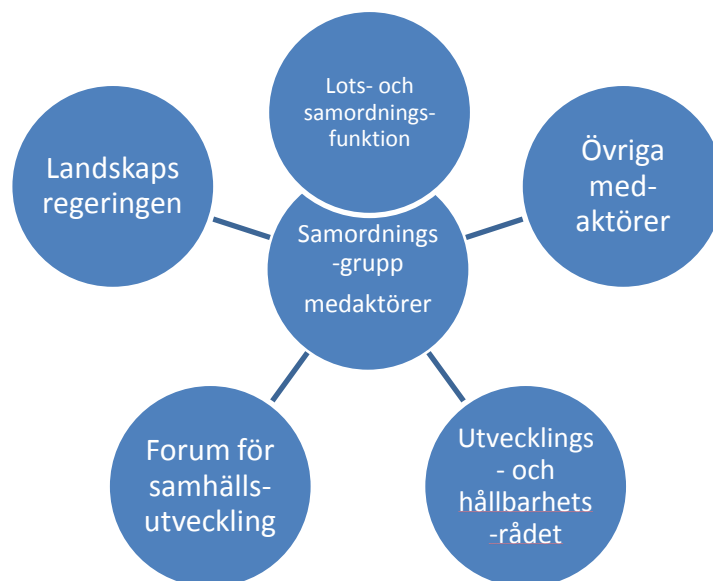 Lots- och
samordnings-
funktion
Landskaps
regeringen
Övriga
med-
aktörer
Samordnings
-grupp
medaktörer
Forum för
samhälls-
utveckling
Utvecklings
- och
hållbarhets
-rådet